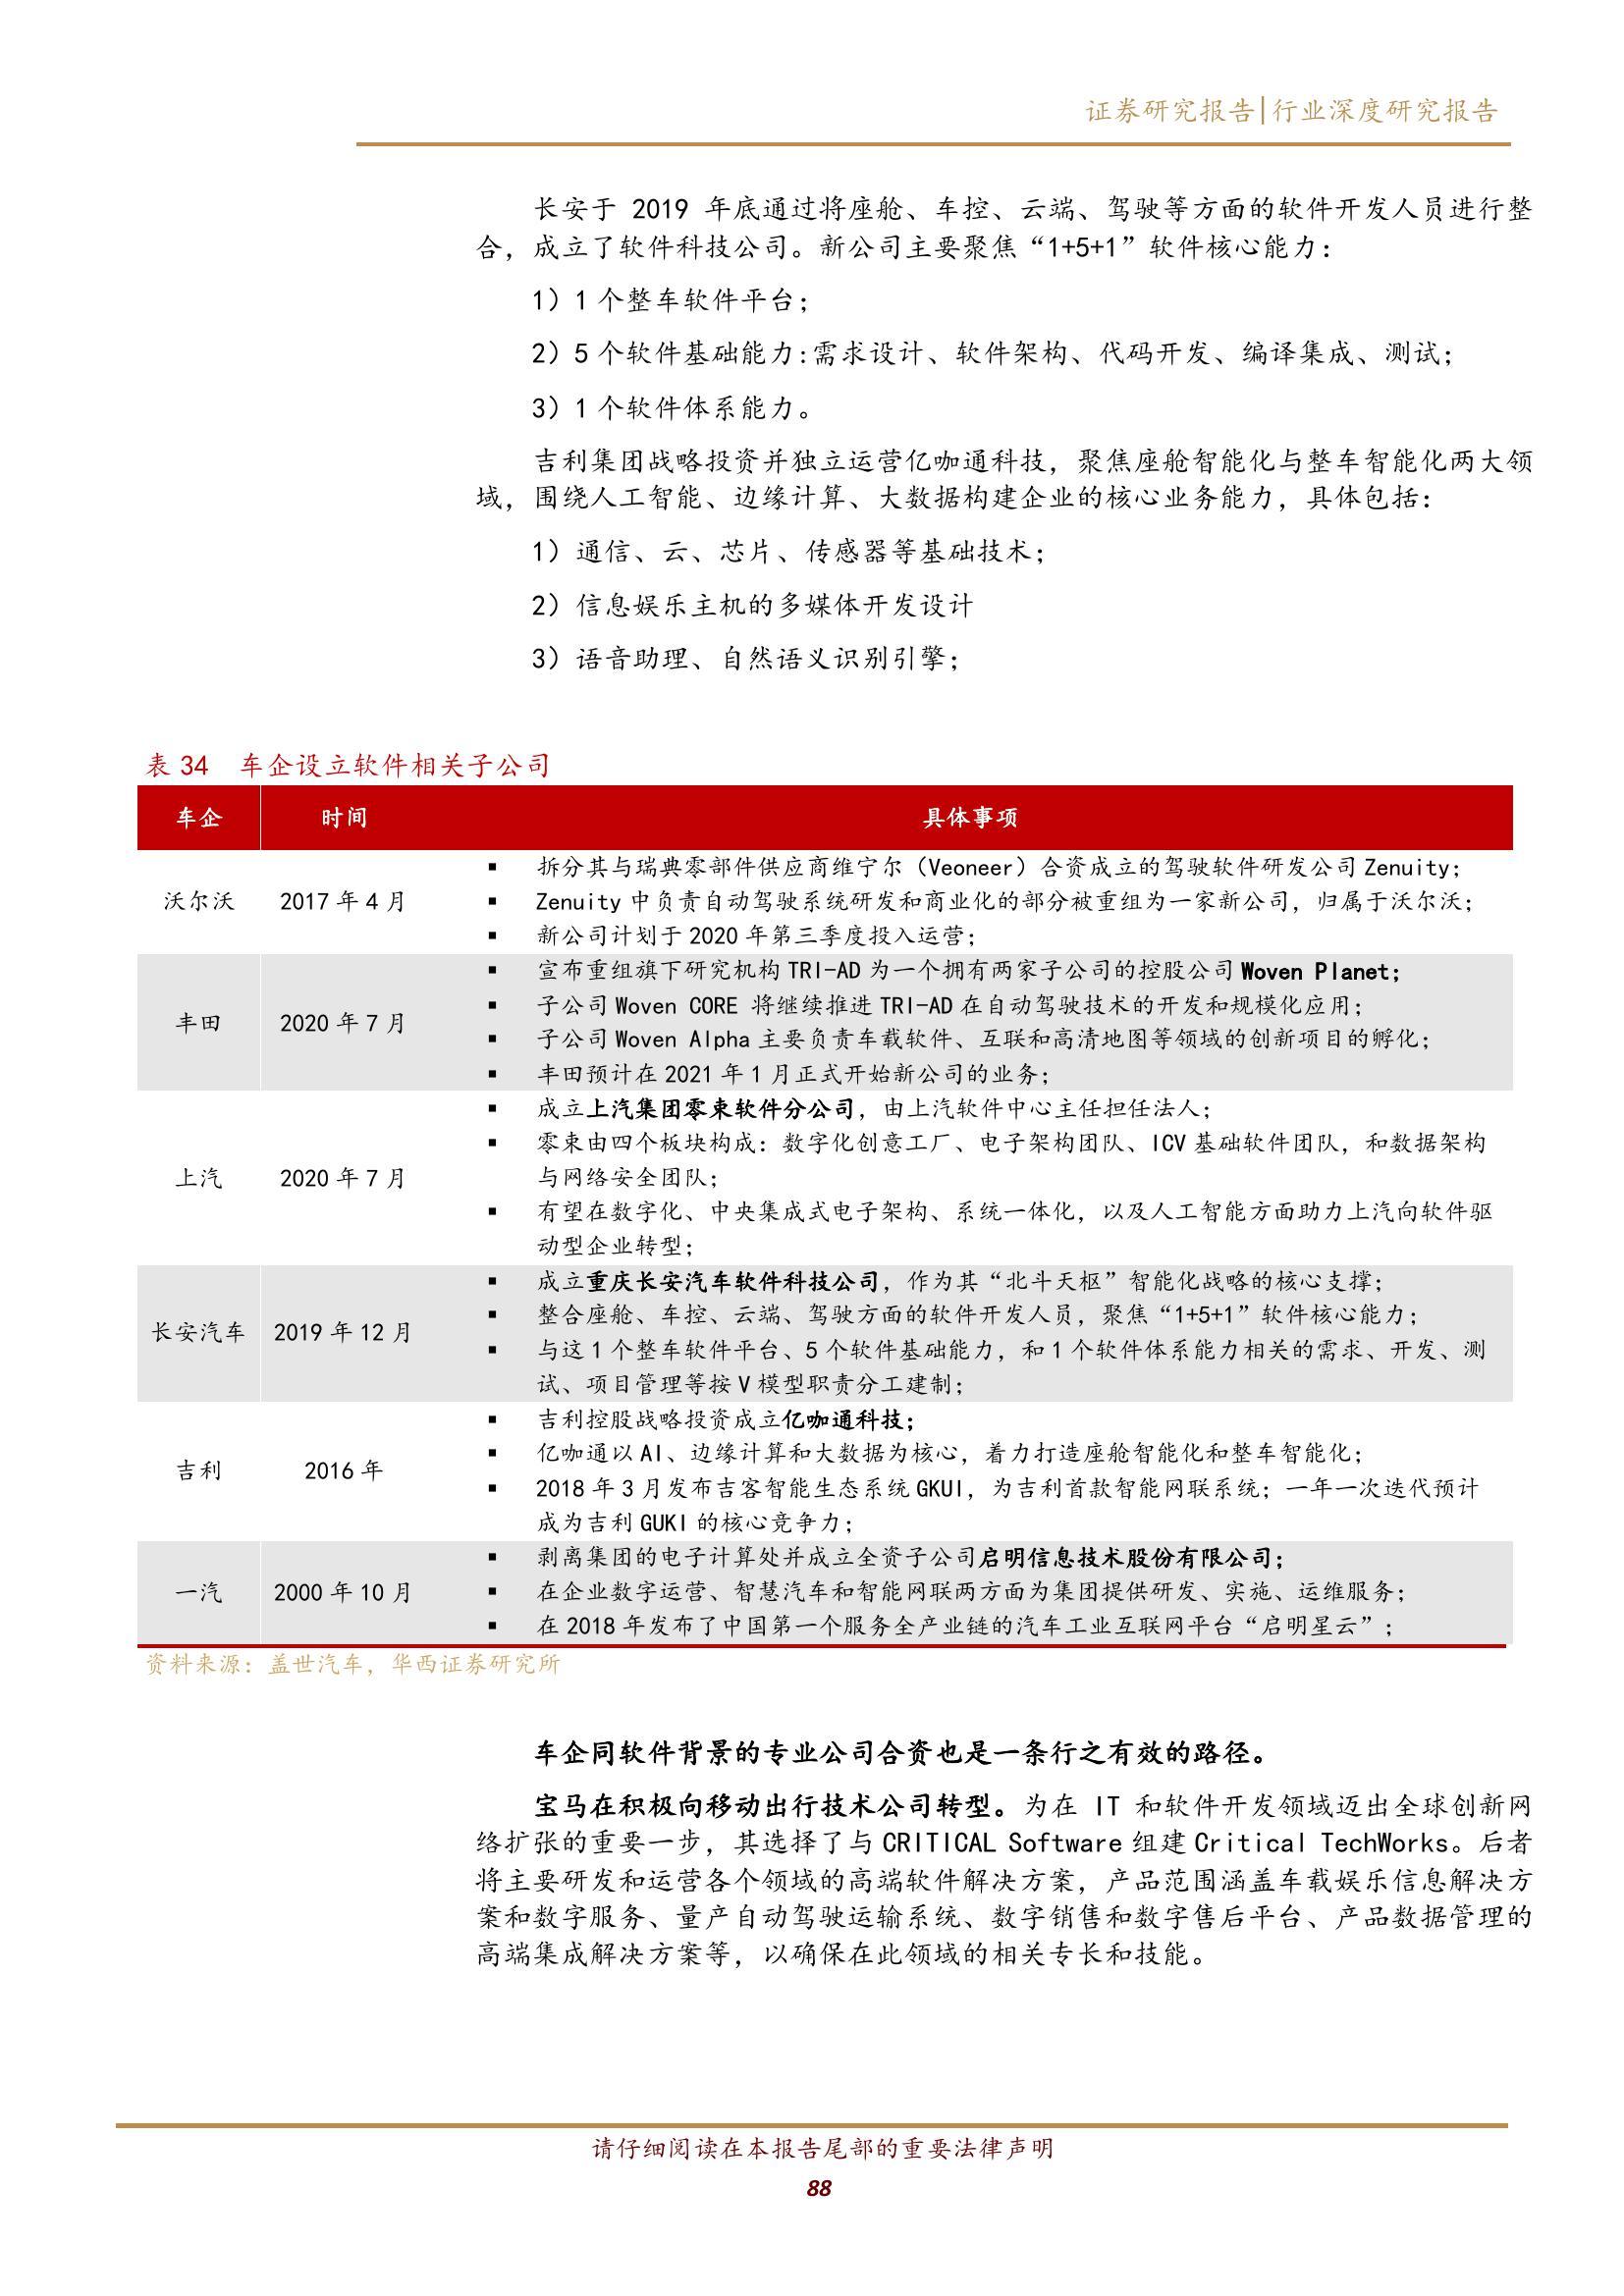 证券研究报告|行业深度研究报告
长安于 2019 年底通过将座舱、车控、云端、驾驶等方面的软件开发人员进行整
合，成立了软件科技公司。新公司主要聚焦“1+5+1”软件核心能力：
1）1 个整车软件平台；
2）5 个软件基础能力:需求设计、软件架构、代码开发、编译集成、测试；
3）1 个软件体系能力。
吉利集团战略投资并独立运营亿咖通科技，聚焦座舱智能化与整车智能化两大领
域，围绕人工智能、边缘计算、大数据构建企业的核心业务能力，具体包括：
1）通信、云、芯片、传感器等基础技术；
2）信息娱乐主机的多媒体开发设计
3）语音助理、自然语义识别引擎；
表 34 车企设立软件相关子公司
车企 时间 具体事项
沃尔沃 2017 年 4 月
▪ 拆分其与瑞典零部件供应商维宁尔（Veoneer）合资成立的驾驶软件研发公司 Zenuity；
▪ Zenuity 中负责自动驾驶系统研发和商业化的部分被重组为一家新公司，归属于沃尔沃；
▪ 新公司计划于 2020 年第三季度投入运营；
丰田 2020 年 7 月
▪ 宣布重组旗下研究机构 TRI-AD 为一个拥有两家子公司的控股公司 Woven Planet；
▪ 子公司 Woven CORE 将继续推进 TRI-AD 在自动驾驶技术的开发和规模化应用；
▪ 子公司 Woven Alpha 主要负责车载软件、互联和高清地图等领域的创新项目的孵化；
▪ 丰田预计在 2021 年 1 月正式开始新公司的业务；
上汽 2020 年 7 月
▪ 成立上汽集团零束软件分公司，由上汽软件中心主任担任法人；
▪ 零束由四个板块构成：数字化创意工厂、电子架构团队、ICV 基础软件团队，和数据架构
与网络安全团队；
▪ 有望在数字化、中央集成式电子架构、系统一体化，以及人工智能方面助力上汽向软件驱
动型企业转型；
长安汽车 2019 年 12 月
▪ 成立重庆长安汽车软件科技公司，作为其“北斗天枢”智能化战略的核心支撑；
▪ 整合座舱、车控、云端、驾驶方面的软件开发人员，聚焦“1+5+1”软件核心能力；
▪ 与这 1 个整车软件平台、5 个软件基础能力，和 1 个软件体系能力相关的需求、开发、测
试、项目管理等按 V 模型职责分工建制；
吉利 2016 年
▪ 吉利控股战略投资成立亿咖通科技；
▪ 亿咖通以 AI、边缘计算和大数据为核心，着力打造座舱智能化和整车智能化；
▪ 2018 年 3 月发布吉客智能生态系统 GKUI，为吉利首款智能网联系统；一年一次迭代预计
成为吉利 GUKI 的核心竞争力；
一汽 2000 年 10 月
▪ 剥离集团的电子计算处并成立全资子公司启明信息技术股份有限公司；
▪ 在企业数字运营、智慧汽车和智能网联两方面为集团提供研发、实施、运维服务；
▪ 在 2018 年发布了中国第一个服务全产业链的汽车工业互联网平台“启明星云”；
资料来源：盖世汽车，华西证券研究所
车企同软件背景的专业公司合资也是一条行之有效的路径。
宝马在积极向移动出行技术公司转型。为在 IT 和软件开发领域迈出全球创新网
络扩张的重要一步，其选择了与 CRITICAL Software 组建 Critical TechWorks。后者
将主要研发和运营各个领域的高端软件解决方案，产品范围涵盖车载娱乐信息解决方
案和数字服务、量产自动驾驶运输系统、数字销售和数字售后平台、产品数据管理的
高端集成解决方案等，以确保在此领域的相关专长和技能。
请仔细阅读在本报告尾部的重要法律声明
88